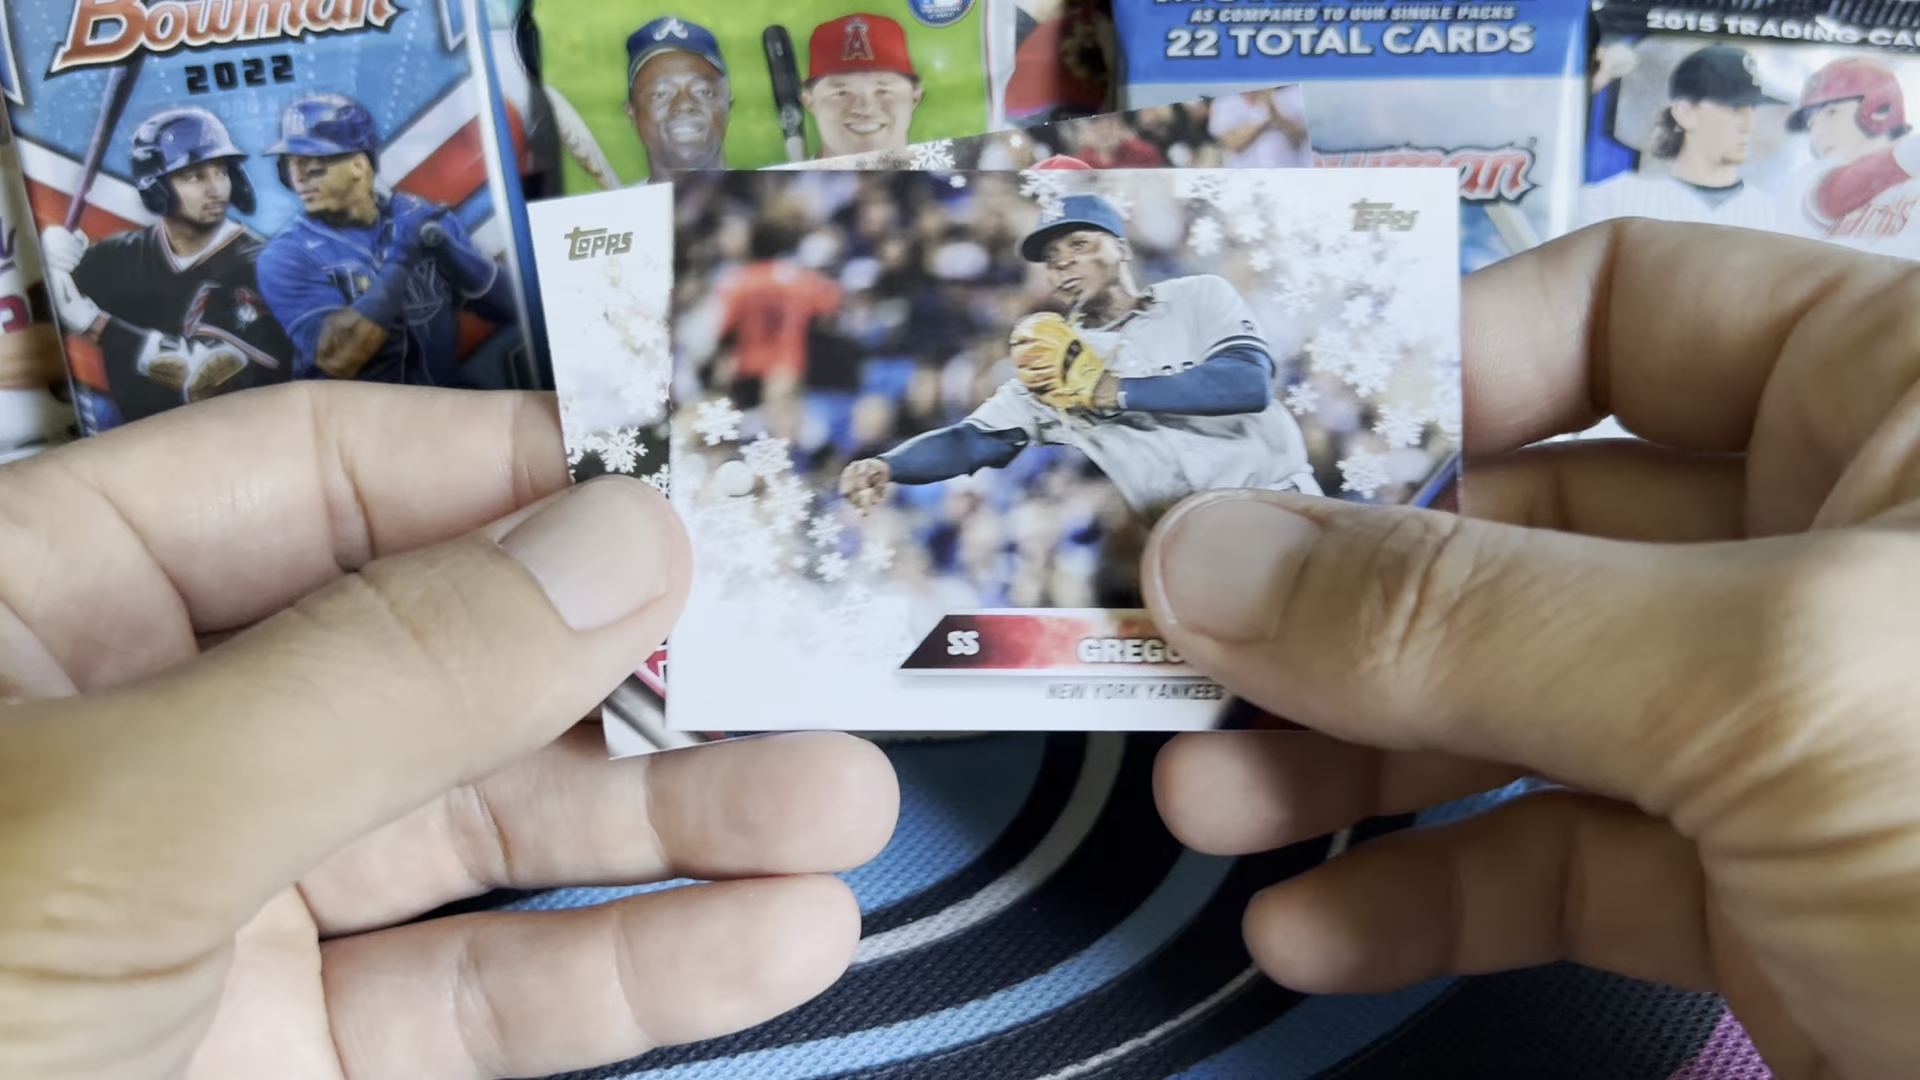 Bowman
2022
AS COMPARED TO OUR SINGLE PACKS
22 TOTAL CARDS
2015 TRADING CA
TOPPS
TOPPS
SS
GREGO
NEW YORK YANKEES